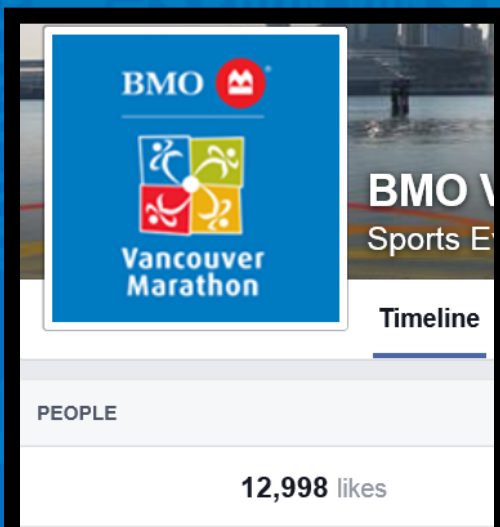 BMO
Vancouver
Marathon
BMO V
Sports E
Timeline
PEOPLE
12,998 likes